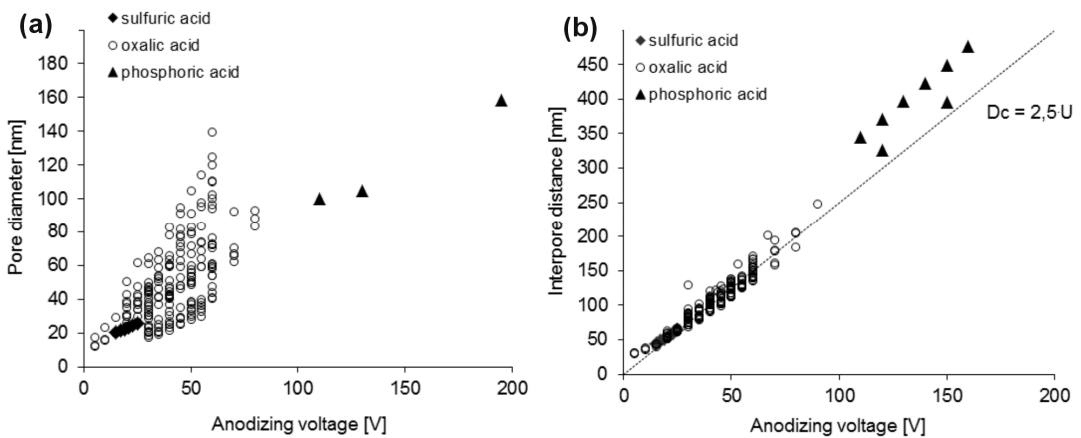 (a)
◆ sulfuric acid
○ oxalic acid
▲ phosphoric acid
Pore diameter [nm]
180
160
140
120
100
80
60
40
20
0
0 50 100 150 200
Anodizing voltage [V]
(b)
◆ sulfuric acid
○ oxalic acid
▲ phosphoric acid
Interpore distance [nm]
450
400
350
300
250
200
150
100
50
0
Dc = 2,5·U
0 50 100 150 200
Anodizing voltage [V]